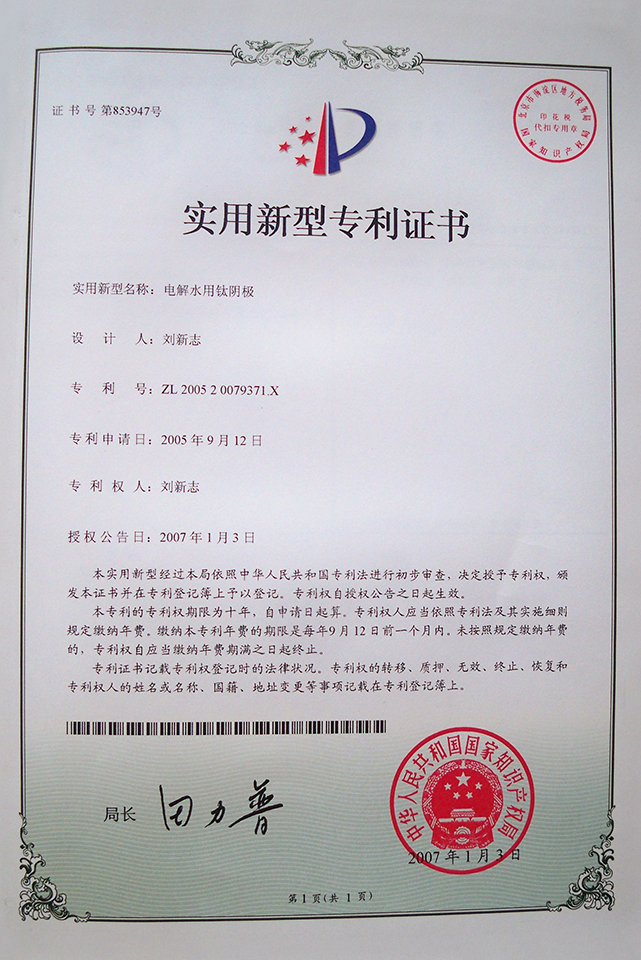 证书号 第853947号
北京市海淀区地方税务局
印花税
代扣专用章
国家知识产权局
实用新型专利证书
实用新型名称：电解水用钛阴极
设计人：刘新志
专利号：ZL 2005 2 0079371.X
专利申请日：2005年9月12日
专利权人：刘新志
授权公告日：2007年1月3日
本实用新型经过本局依照中华人民共和国专利法进行初步审查，决定授予专利权，颁
发本证书并在专利登记簿上予以登记。专利权自授权公告之日起生效。
本专利的专利权期限为十年，自申请日起算。专利权人应当依照专利法及其实施细则
规定缴纳年费。缴纳本专利年费的期限是每年9月12日前一个月内。未按照规定缴纳年费
的，专利权自应当缴纳年费期满之日起终止。
专利证书记载专利权登记时的法律状况。专利权的转移、质押、无效、终止、恢复和
专利权人的姓名或名称、国籍、地址变更等事项记载在专利登记簿上。
局长 田力普
中华人民共和国国家知识产权局
2007年1月3日
第1页(共1页)